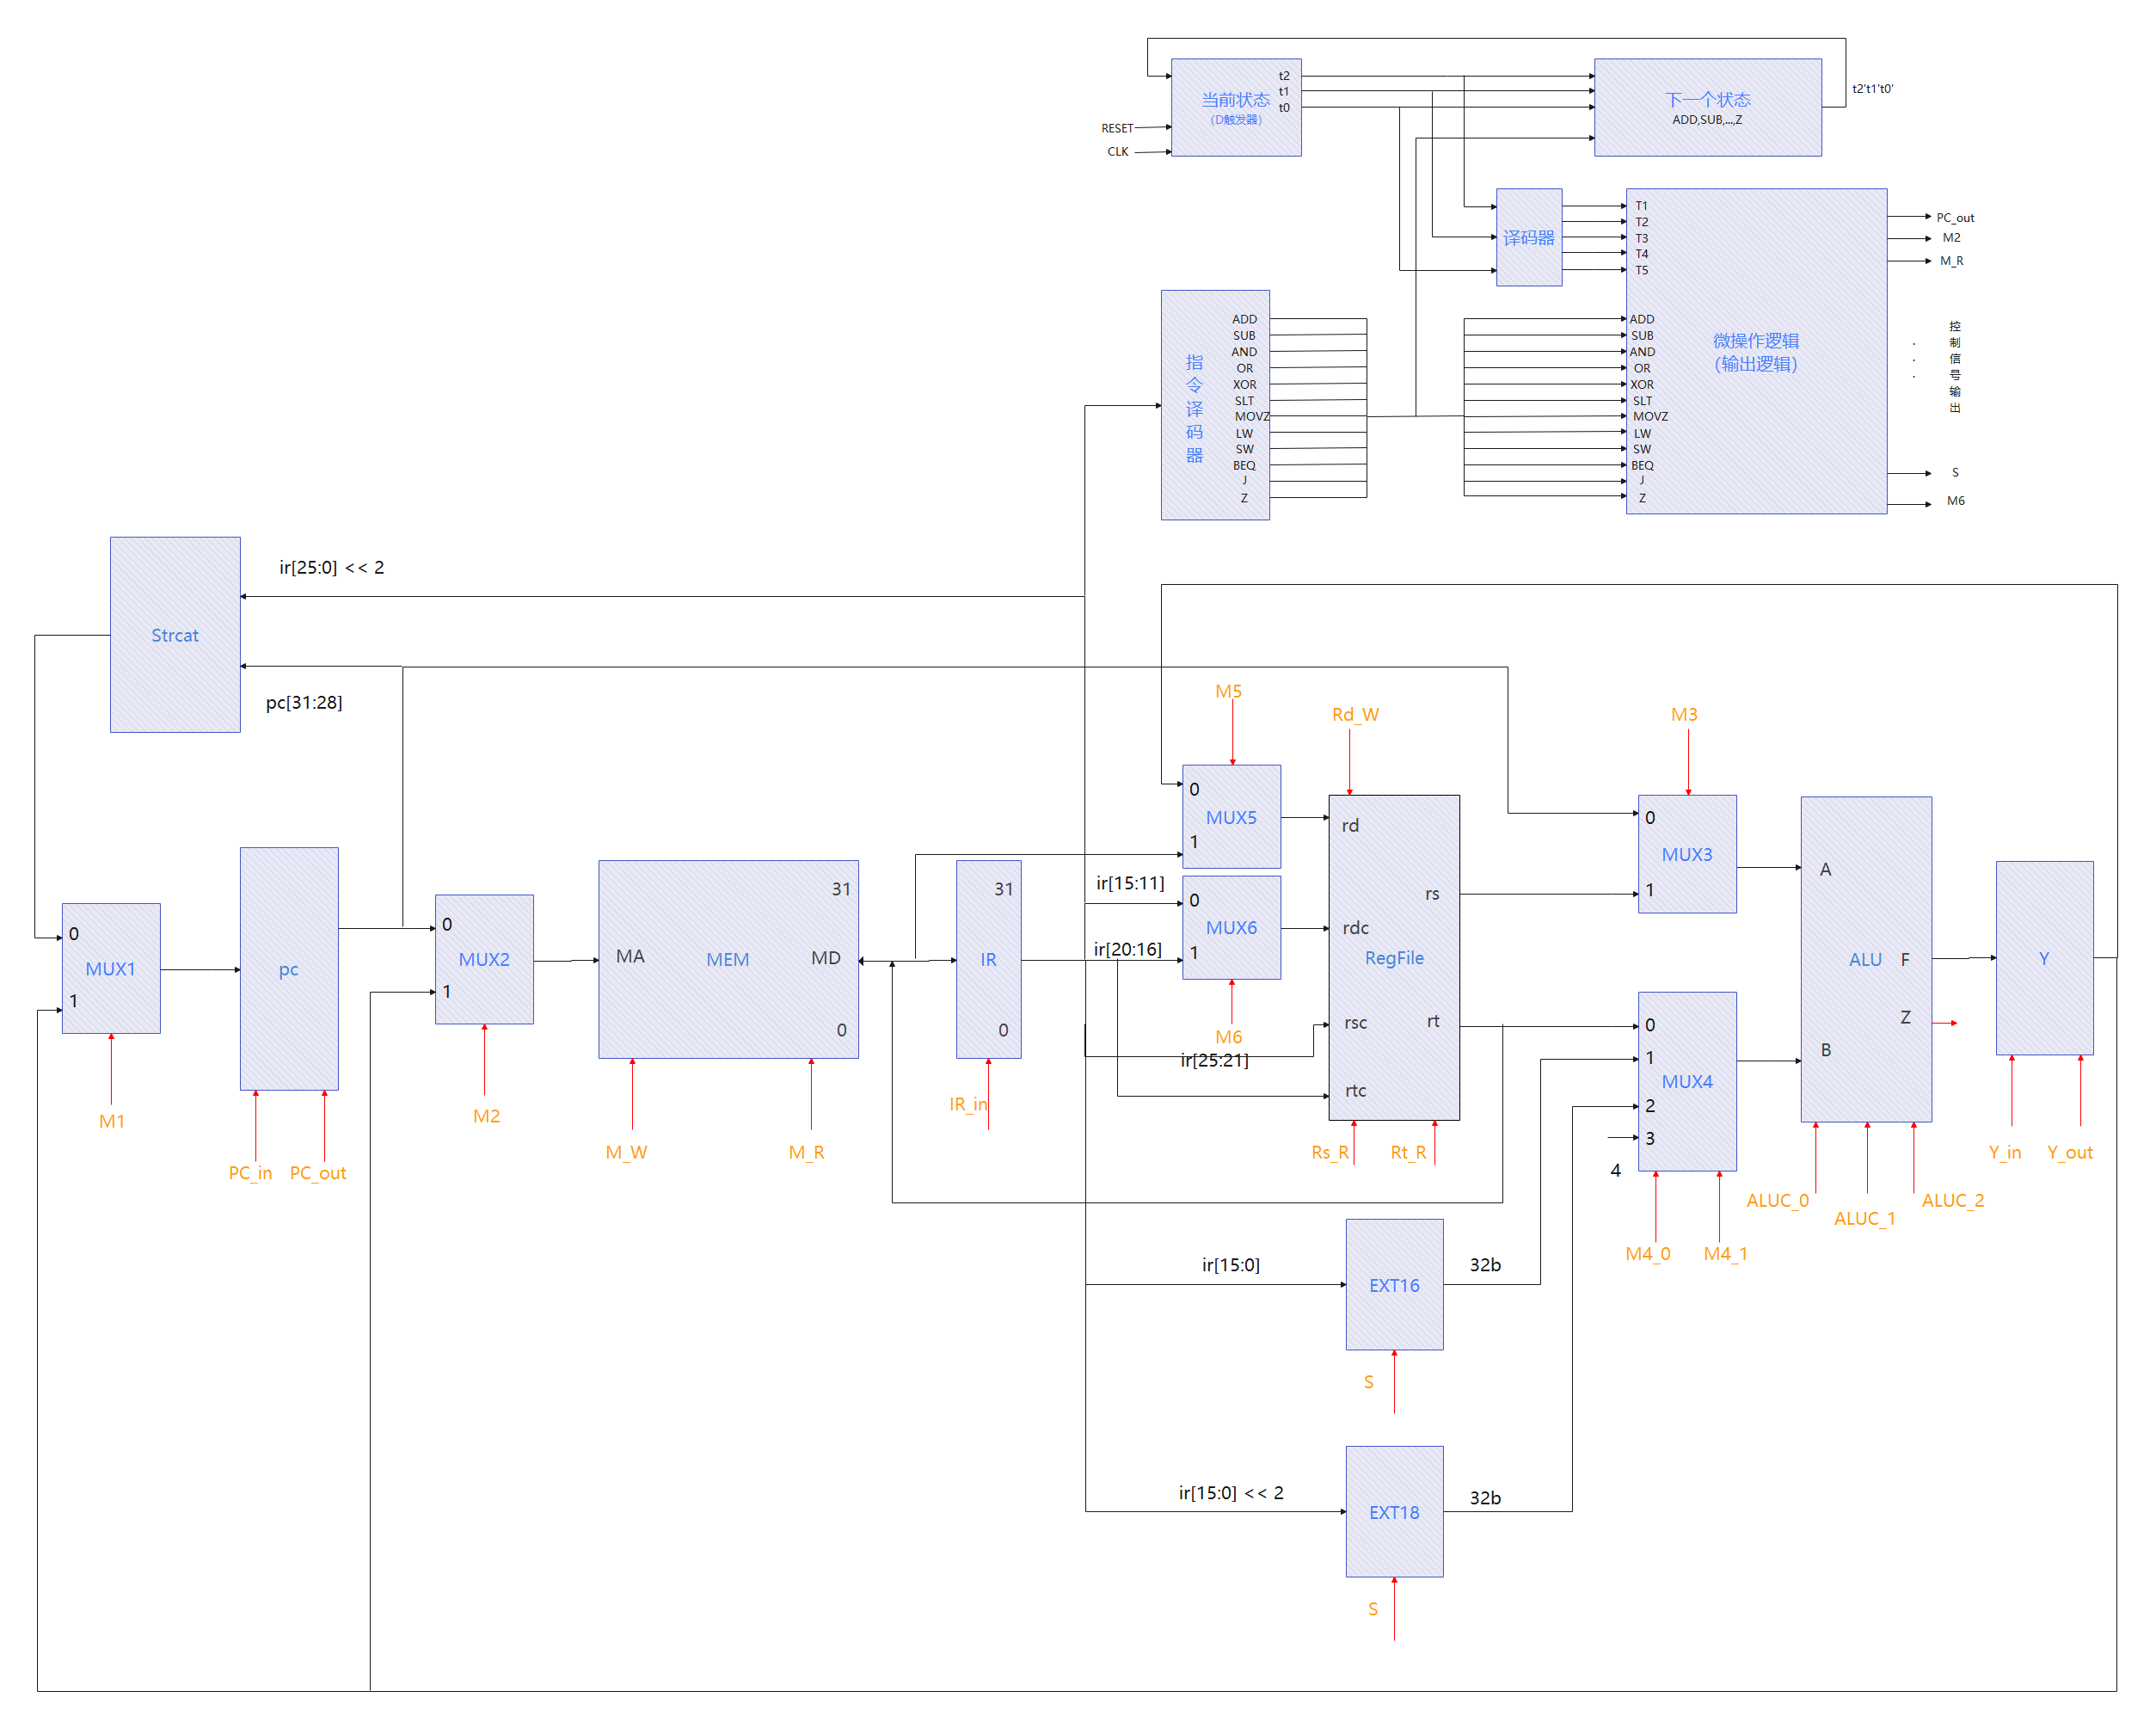 当前状态
（D触发器）
t2
t1
t0
RESET
CLK
下一个状态
ADD,SUB,...,Z
t2't1't0'
译码器
T1
T2
T3
T4
T5
微操作逻辑
（输出逻辑）
ADD
SUB
AND
OR
XOR
SLT
MOVZ
LW
SW
BEQ
J
Z
PC_out
M2
M_R
. . .
控制信号输出
S
M6
指令译码器
ADD
SUB
AND
OR
XOR
SLT
MOVZ
LW
SW
BEQ
J
Z
Strcat
ir[25:0] << 2
pc[31:28]
0
MUX1
1
M1
pc
PC_in
PC_out
0
MUX2
1
M2
MA
MEM
MD
31
0
M_W
M_R
31
IR
0
IR_in
M5
0
MUX5
1
ir[15:11]
ir[20:16]
0
MUX6
1
M6
ir[25:21]
Rd_W
rd
rs
rdc
RegFile
rsc
rt
rtc
Rs_R
Rt_R
M3
0
MUX3
1
0
1
MUX4
2
3
4
M4_0
M4_1
A
ALU
F
Z
B
ALUC_0
ALUC_1
ALUC_2
Y
Y_in
Y_out
ir[15:0]
EXT16
32b
S
ir[15:0] << 2
EXT18
32b
S